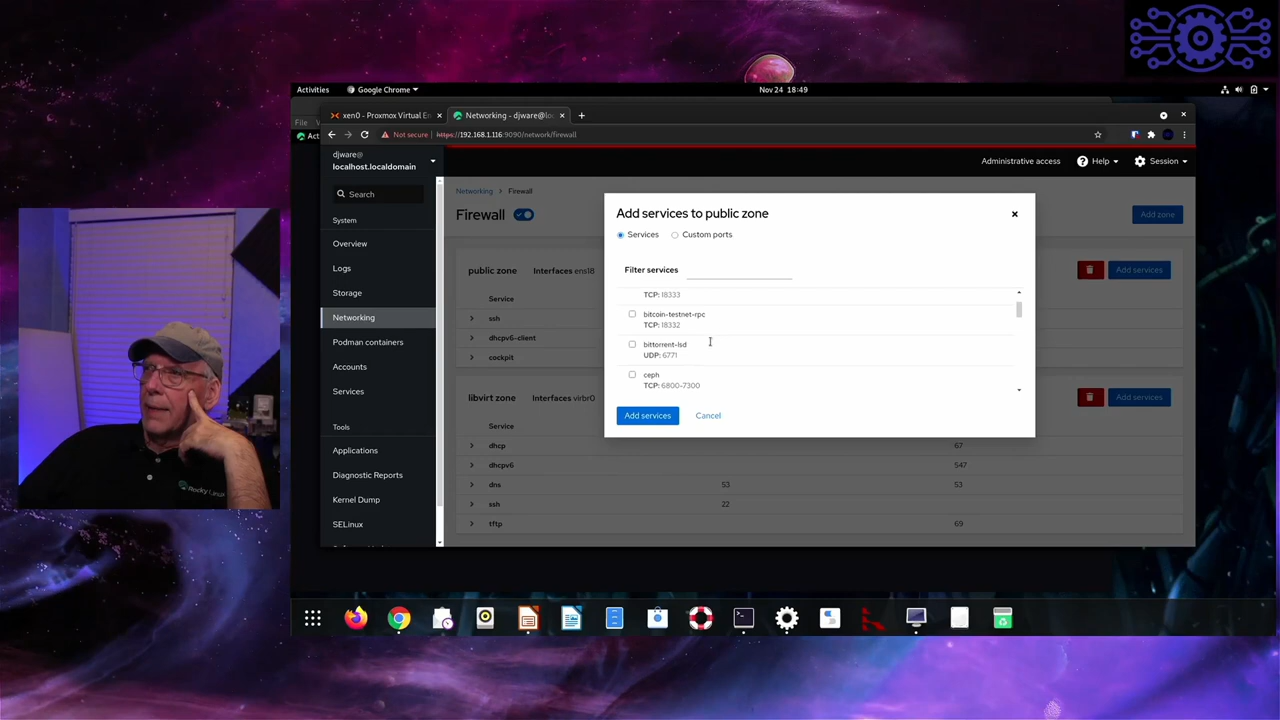 Activities
Google Chrome
Nov 24 18:49
File
xen0 - Proxmox Virtual En
Networking - djware@lo
Not secure
https://192.168.1.116:9090/network/firewall
djware@
localhost.localdomain
Administrative access
Help
Session
Search
System
Overview
Logs
Storage
Networking
Podman containers
Accounts
Services
Tools
Applications
Diagnostic Reports
Kernel Dump
SELinux
Networking > Firewall
Firewall
Add zone
public zone
Interfaces ens18
Add services
Service
ssh
dhcpv6-client
cockpit
libvirt zone
Interfaces virbr0
Add services
Service
dhcp
67
dhcpv6
547
dns
53
53
ssh
22
tftp
69
Add services to public zone
Services
Custom ports
Filter services
TCP: 18333
bitcoin-testnet-rpc
TCP: 18332
bittorrent-lsd
UDP: 6771
ceph
TCP: 6800-7300
Add services
Cancel
Rocky Linux